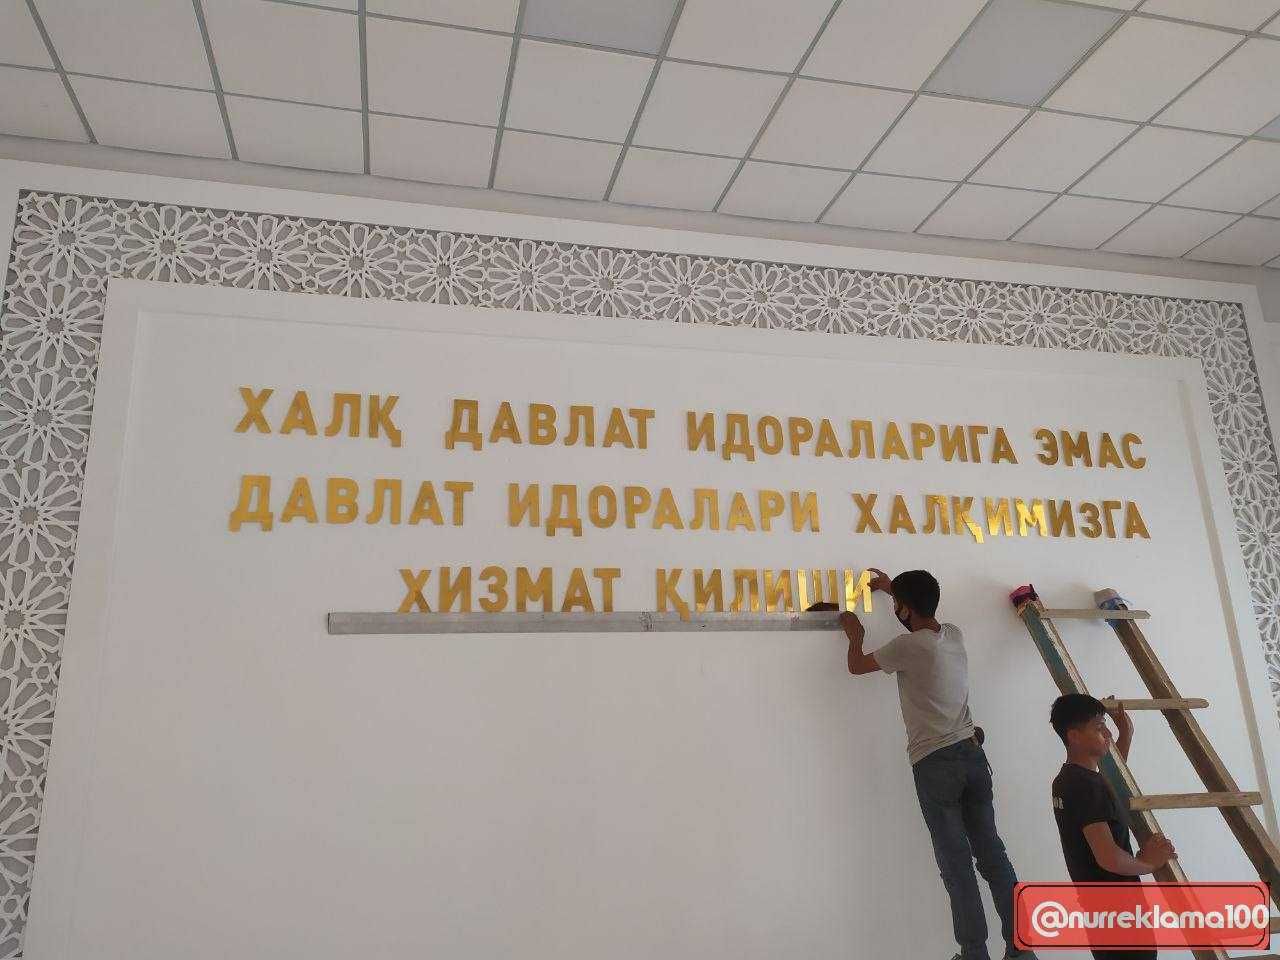 ХАЛҚ ДАВЛАТ ИДОРАЛАРИГА ЭМАС
ДАВЛАТ ИДОРАЛАРИ ХАЛҚИМИЗГА
ХИЗМАТ ҚИЛИШИ
@nurreklama100